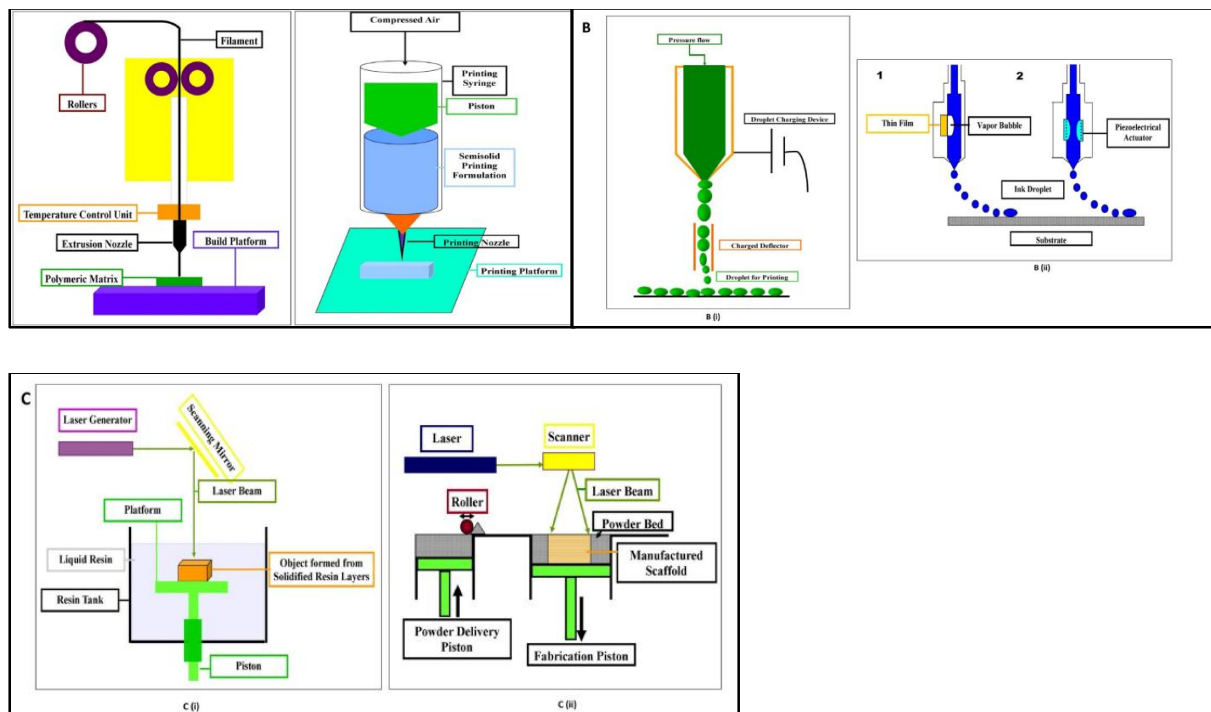 Filament
Rollers
Temperature Control Unit
Extrusion Nozzle
Build Platform
Polymeric Matrix
Compressed Air
Printing
Syringe
Piston
Semisolid
Printing
Formulation
Printing Nozzle
Printing Platform
B
Pressure flow
Droplet Charging Device
Charged Deflector
Droplet for Printing
B (i)
1
2
Thin Film
Vapor Bubble
Piezoelectrical
Actuator
Ink Droplet
Substrate
B (ii)
C
Laser Generator
Scanning Mirror
Laser Beam
Platform
Liquid Resin
Object formed from
Solidified Resin Layers
Resin Tank
Piston
C (i)
Laser
Scanner
Laser Beam
Roller
Powder Bed
Manufactured
Scaffold
Powder Delivery
Piston
Fabrication Piston
C (ii)